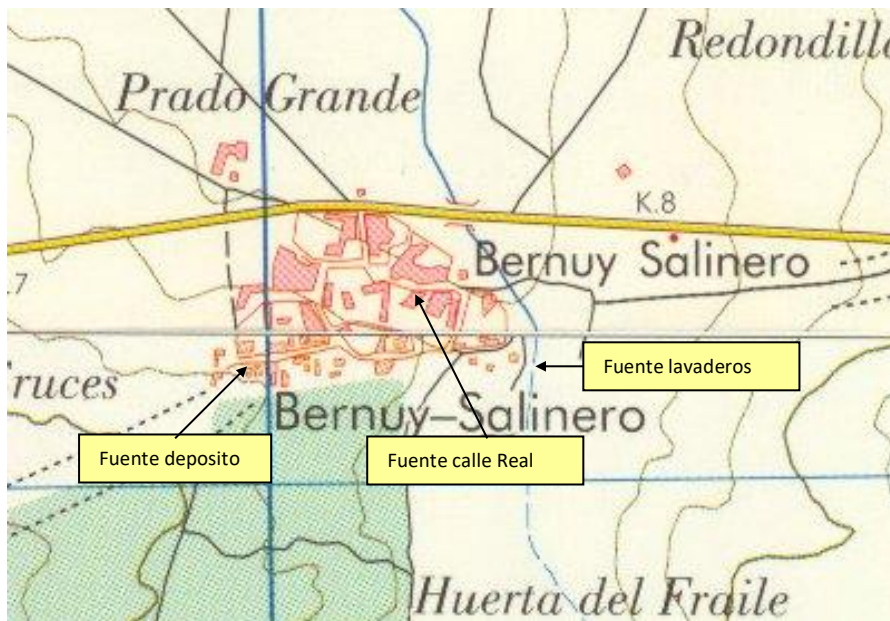 Redondilla
Prado Grande
K.8
Bernuy Salinero
.7
Fuente lavaderos
ruces
Bernuy-Salinero
Fuente deposito
Fuente calle Real
Huerta del Fraile